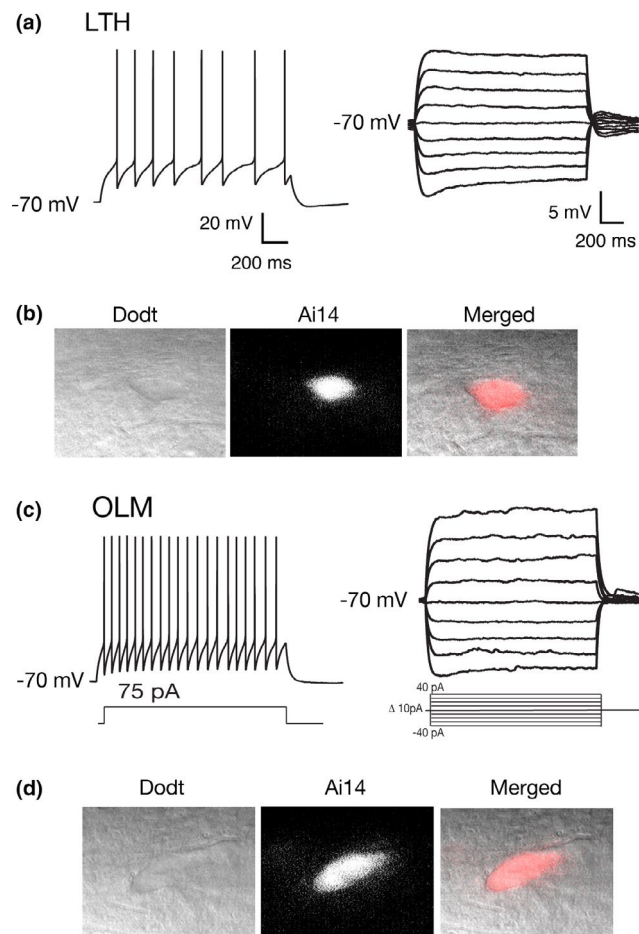 (a) LTH
-70 mV
20 mV
200 ms
-70 mV
5 mV
200 ms
(b) Dodt Ai14 Merged
(c) OLM
-70 mV
75 pA
-70 mV
40 pA
Δ 10pA
-40 pA
(d) Dodt Ai14 Merged